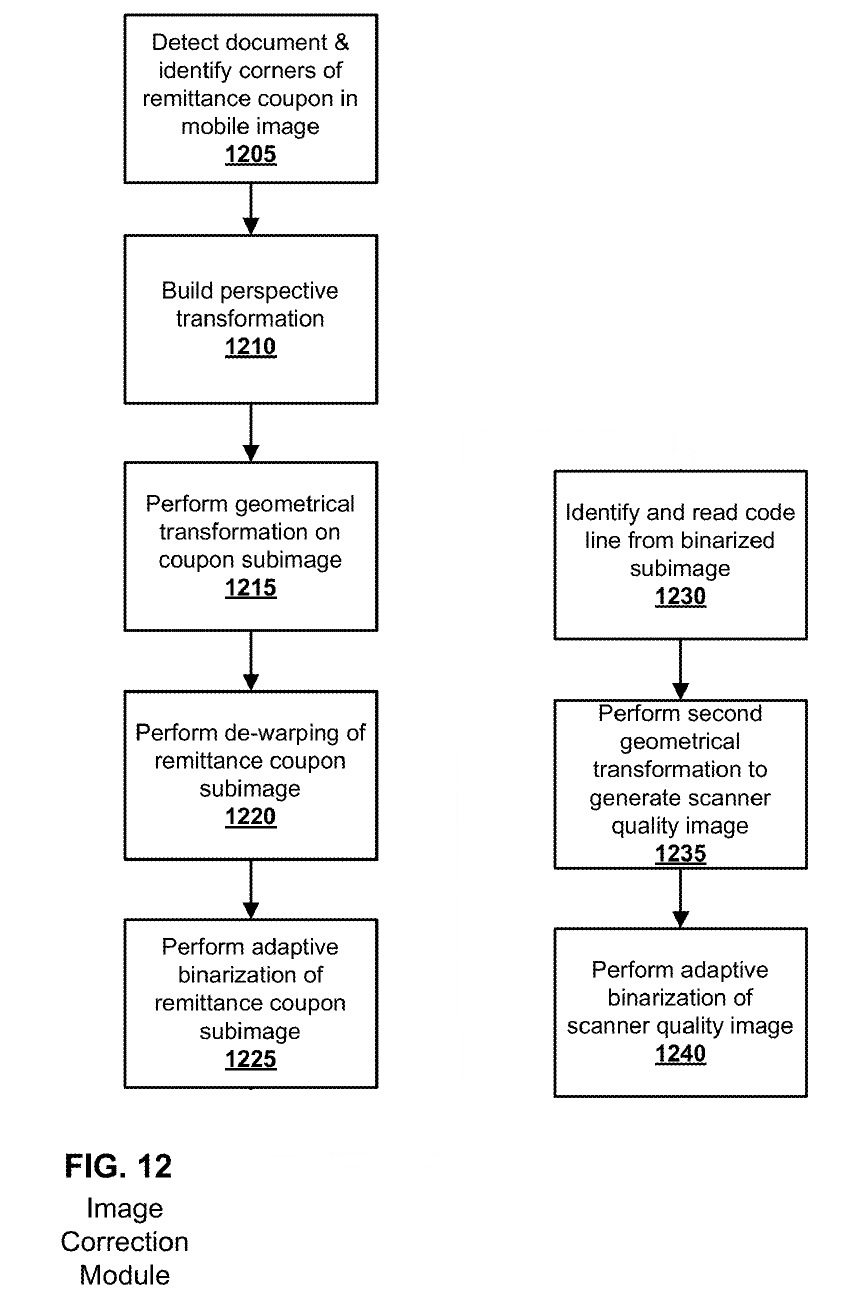 Detect document &
identify corners of
remittance coupon in
mobile image
1205
Build perspective
transformation
1210
Perform geometrical
transformation on
coupon subimage
1215
Perform de-warping of
remittance coupon
subimage
1220
Perform adaptive
binarization of
remittance coupon
subimage
1225
Identify and read code
line from binarized
subimage
1230
Perform second
geometrical
transformation to
generate scanner
quality image
1235
Perform adaptive
binarization of
scanner quality image
1240
FIG. 12
Image
Correction
Module